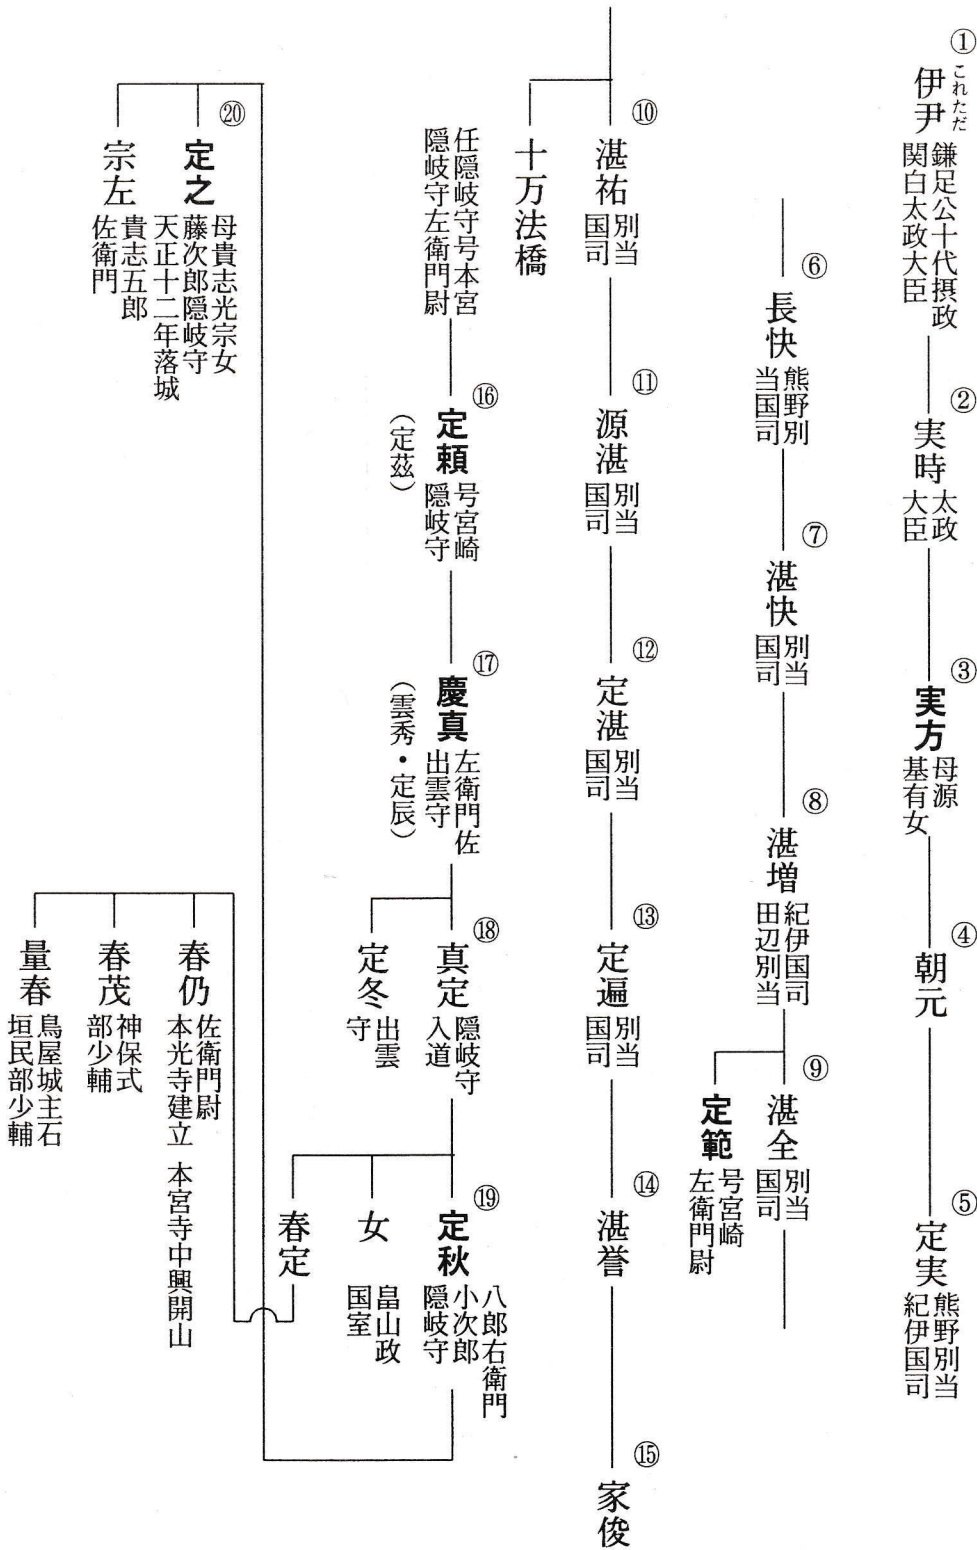 ①
これただ
伊尹
鎌足公十代摂政
関白太政大臣
②
実時
太政
大臣
③
実方
母源
基有女
④
朝元
⑤
定実
熊野別当
紀伊国司
⑥
長快
熊野別
当国司
⑦
湛快
別当
国司
⑧
湛増
紀伊国司
田辺別当
⑨
湛全
別当
国司
定範
号宮崎
左衛門尉
⑩
湛祐
別当
国司
十万法橋
⑪
源湛
別当
国司
⑫
定湛
別当
国司
⑬
定遍
別当
国司
⑭
湛誉
⑮
家俊
任隠岐守号本宮
隠岐守左衛門尉
⑯
定頼
号宮崎
隠岐守
(定茲)
⑰
慶真
左衛門佐
出雲守
(雲秀・定辰)
⑱
真定
隠岐守
入道
定冬
出雲
守
⑲
定秋
八郎右衛門
小次郎
隠岐守
女
畠山政
国室
春定
⑳
定之
母貴志光宗女
藤次郎隠岐守
天正十二年落城
宗左
貴志五郎
佐衛門
春仍
佐衛門尉
本光寺建立 本宮寺中興開山
春茂
神保式
部少輔
量春
鳥屋城主石
垣民部少輔